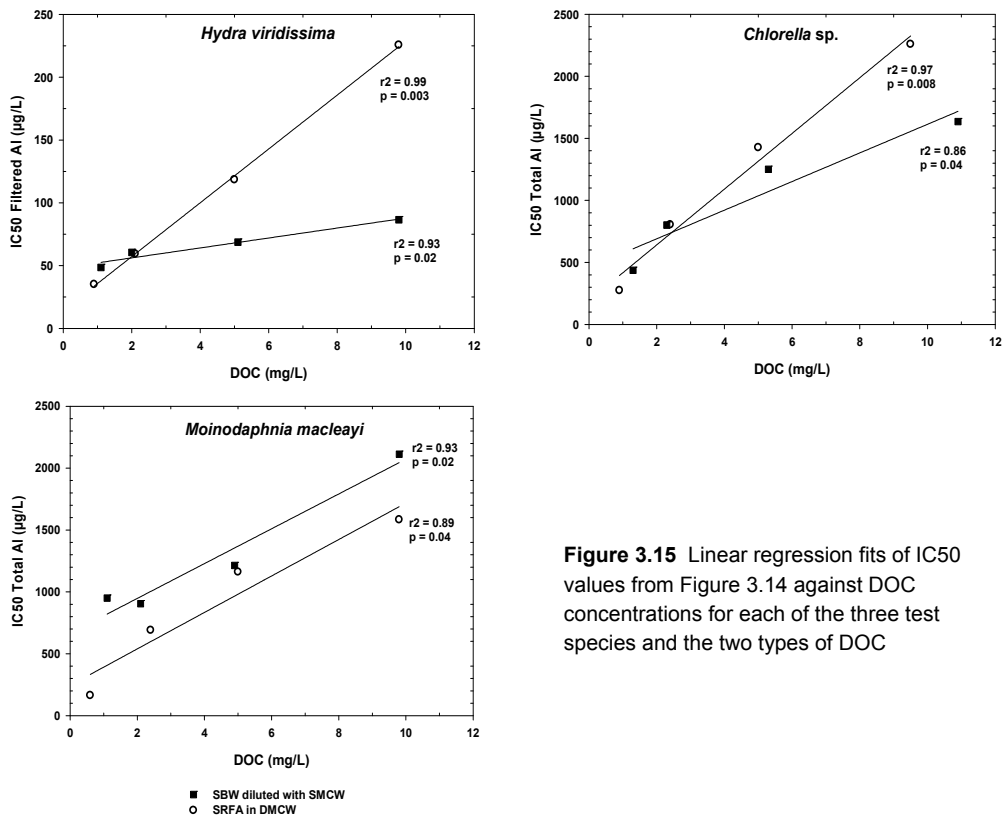 Hydra viridissima
250
200
150
100
50
0
IC50 Filtered Al (µg/L)
r2 = 0.99
p = 0.003
r2 = 0.93
p = 0.02
0 2 4 6 8 10 12
DOC (mg/L)
Chlorella sp.
2500
2000
1500
1000
500
0
IC50 Total Al (µg/L)
r2 = 0.97
p = 0.008
r2 = 0.86
p = 0.04
0 2 4 6 8 10 12
DOC (mg/L)
Moinodaphnia macleayi
2500
2000
1500
1000
500
0
IC50 Total Al (µg/L)
r2 = 0.93
p = 0.02
r2 = 0.89
p = 0.04
0 2 4 6 8 10 12
DOC (mg/L)
SBW diluted with SMCW
SRFA in DMCW
Figure 3.15 Linear regression fits of IC50
values from Figure 3.14 against DOC
concentrations for each of the three test
species and the two types of DOC